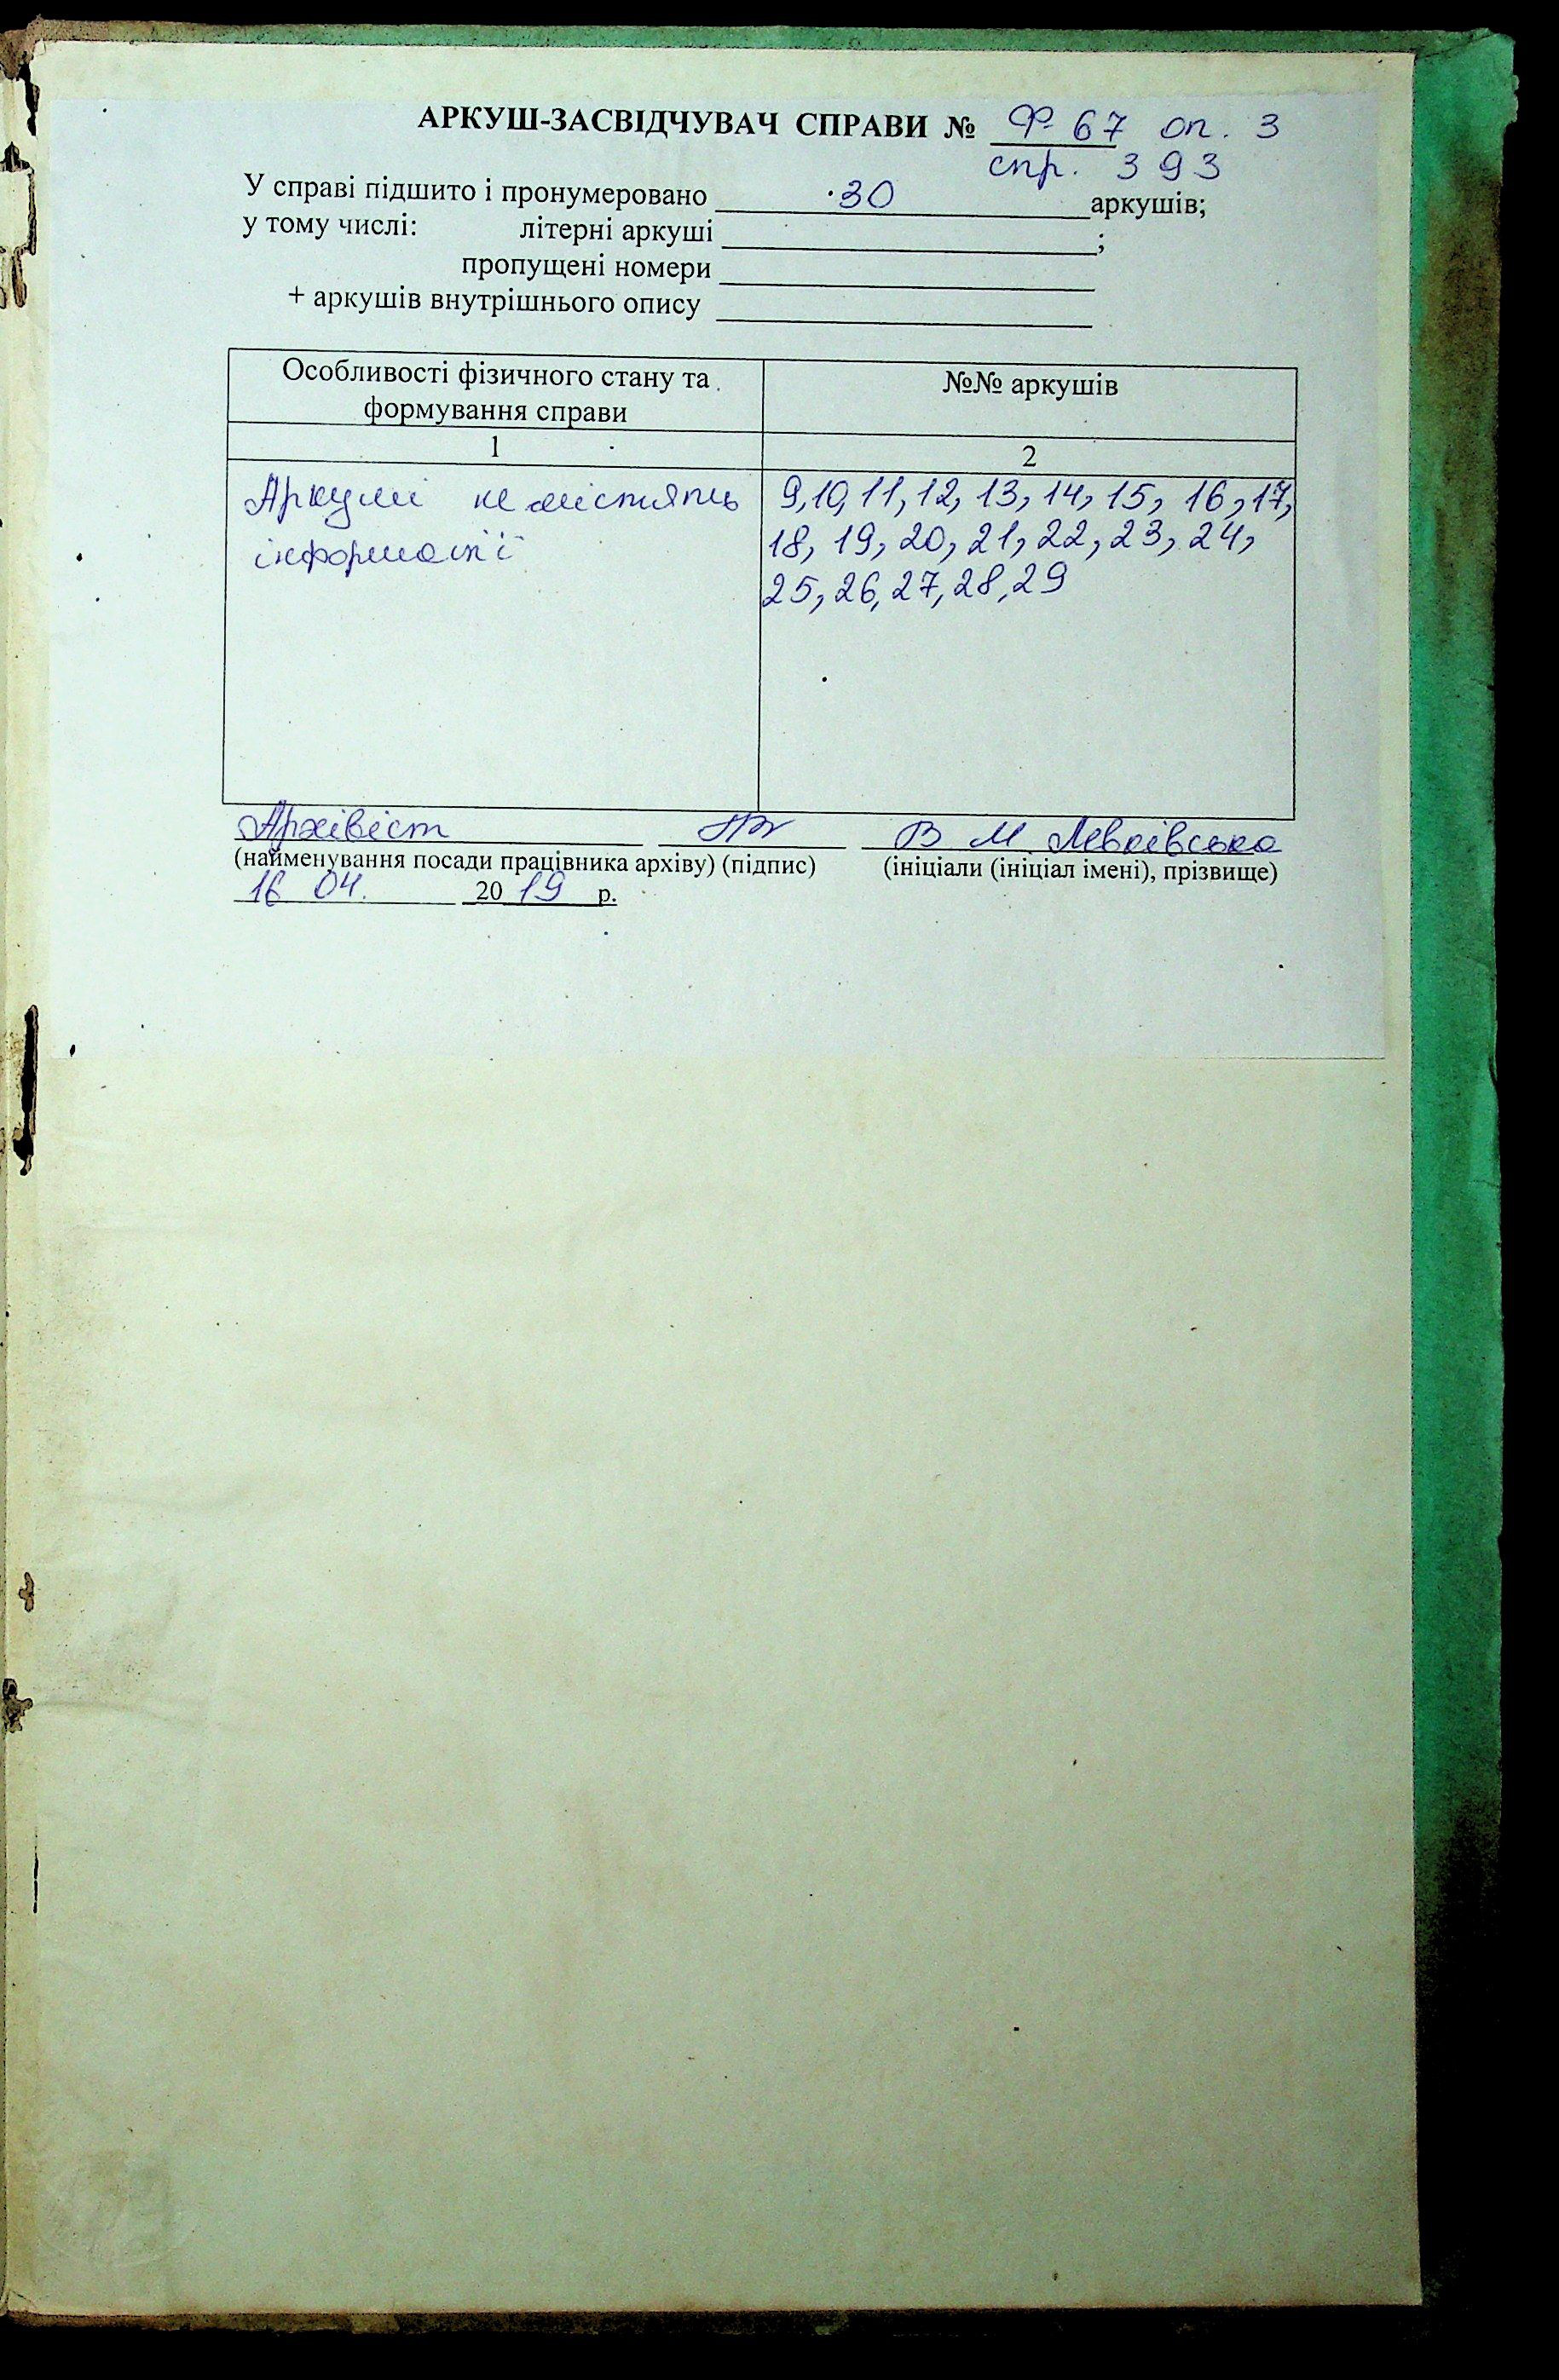 АРКУШ-ЗАСВІДЧУВАЧ СПРАВИ № Ф. 67 оп. 3
спр. 393
У справі підшито і пронумеровано 30 аркушів;
у тому числі: літерні аркуші ;
пропущені номери
+ аркушів внутрішнього опису
Особливості фізичного стану та формування справи
№№ аркушів
1
2
Аркуші не містять
інформації
9,10,11,12,13,14,15,16,17,
18,19,20,21,22,23,24,
25,26,27,28,29
Архівіст В М Левківська
(найменування посади працівника архіву) (підпис) (ініціали (ініціал імені), прізвище)
16 04. 2019 р.